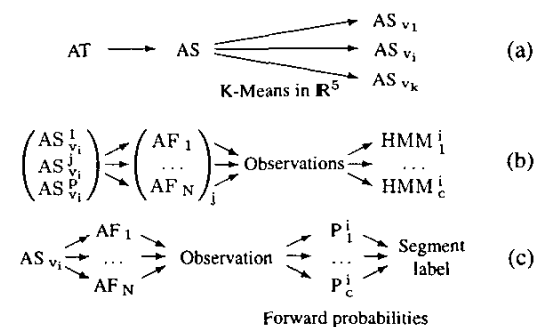 AS v1
AT AS AS vi (a)
AS vk
K-Means in ℝ5
AS 1 vi AF 1 HMM i 1
AS j vi ... Observations ... (b)
AS p vi AF N j HMM i c
AF 1 P i 1
AS vi ... Observation ... Segment label (c)
AF N P i c
Forward probabilities